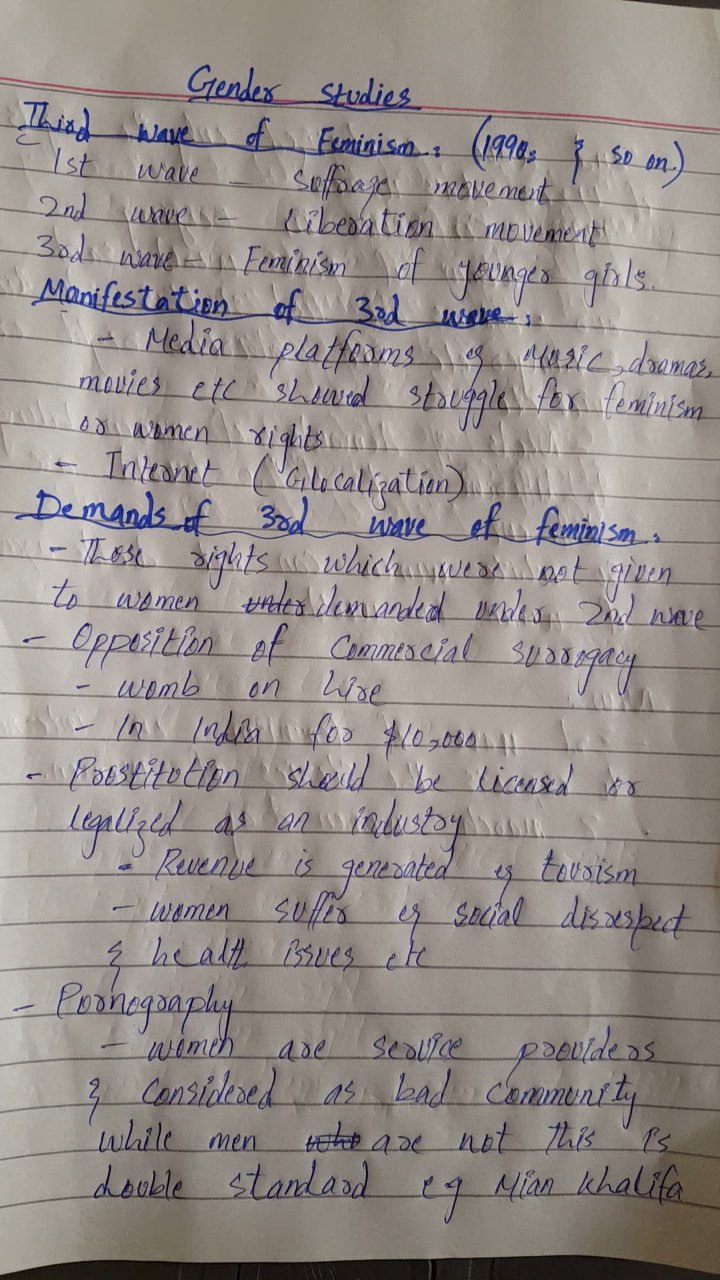 Gender Studies
Third wave of Feminism: (1990s & so on.)
1st wave - Suffrage movement
2nd wave - Liberation movement
3rd wave - Feminism of younger girls.
Manifestation of 3rd wave:
- Media platforms eg Music, dramas,
movies etc showed struggle for feminism
or women rights
- Internet (Glocalization)
Demands of 3rd wave of feminism:
- Those rights which were not given
to women under demanded under 2nd wave
- Opposition of Commercial surrogacy
- womb on hire
- In India for $10,000
- Prostitution should be licensed or
legalized as an industry
- Revenue is generated eg tourism
- women suffer eg social disrespect
& health issues etc
- Pornography
- women are service providers
& considered as bad community
while men who are not this is
double standard eg Mian khalifa